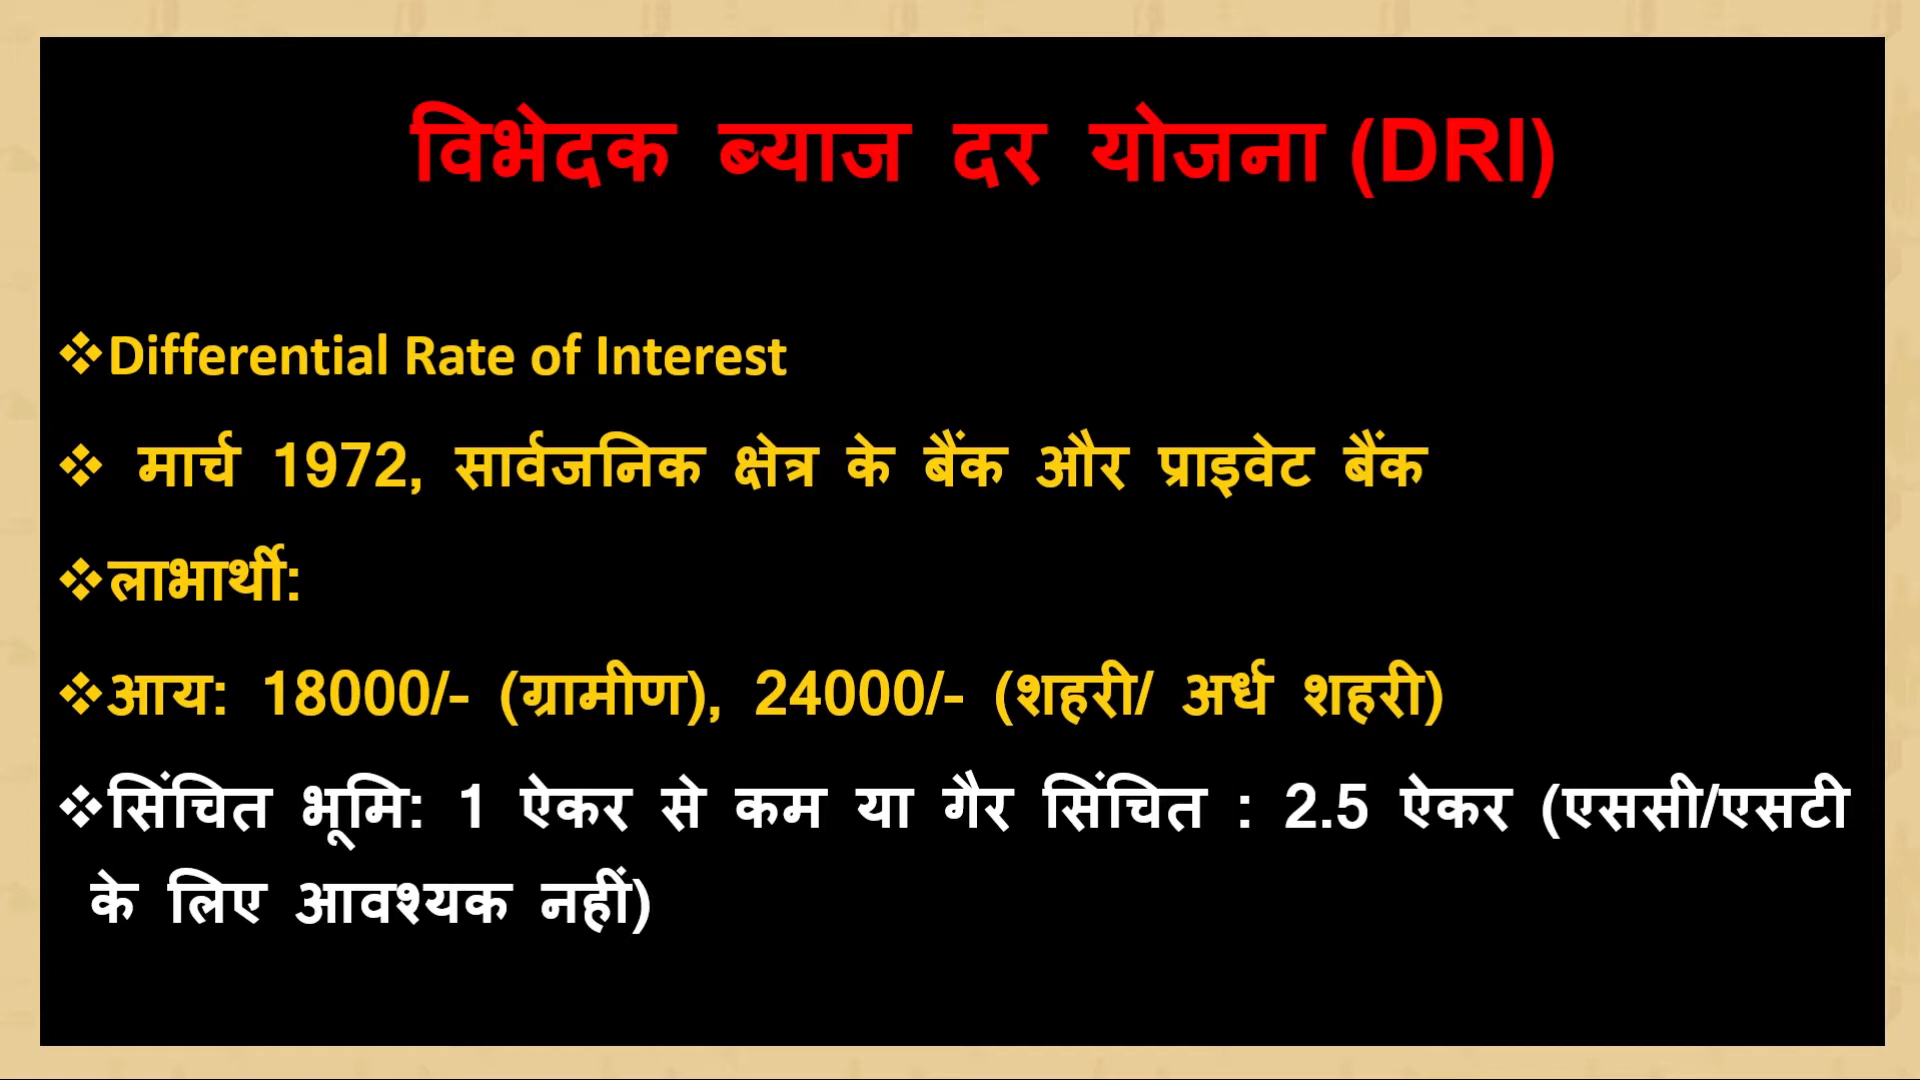 विभेदक ब्याज दर योजना (DRI)
❖Differential Rate of Interest
❖ मार्च 1972, सार्वजनिक क्षेत्र के बैंक और प्राइवेट बैंक
❖लाभार्थी:
❖आय: 18000/- (ग्रामीण), 24000/- (शहरी/ अर्ध शहरी)
❖सिंचित भूमि: 1 ऐकर से कम या गैर सिंचित : 2.5 ऐकर (एससी/एसटी
के लिए आवश्यक नहीं)